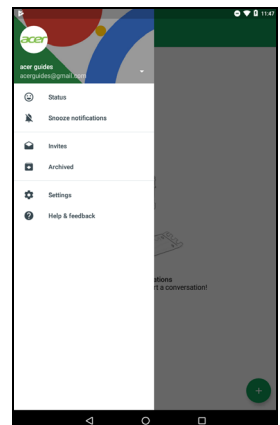 11:47
acer
acer guides
acerguides@gmail.com
Status
Snooze notifications
Invites
Archived
Settings
Help & feedback
ations
rt a conversation!